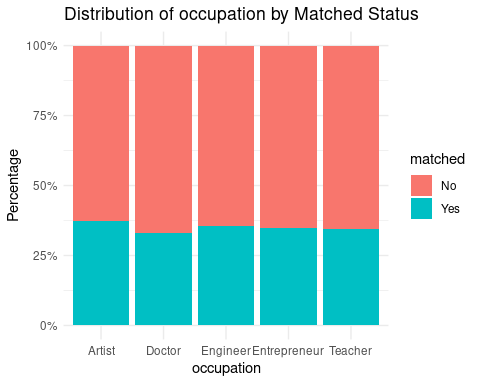 Distribution of occupation by Matched Status
100%
75%
50%
25%
0%
Percentage
Artist Doctor Engineer Entrepreneur Teacher
occupation
matched
No
Yes